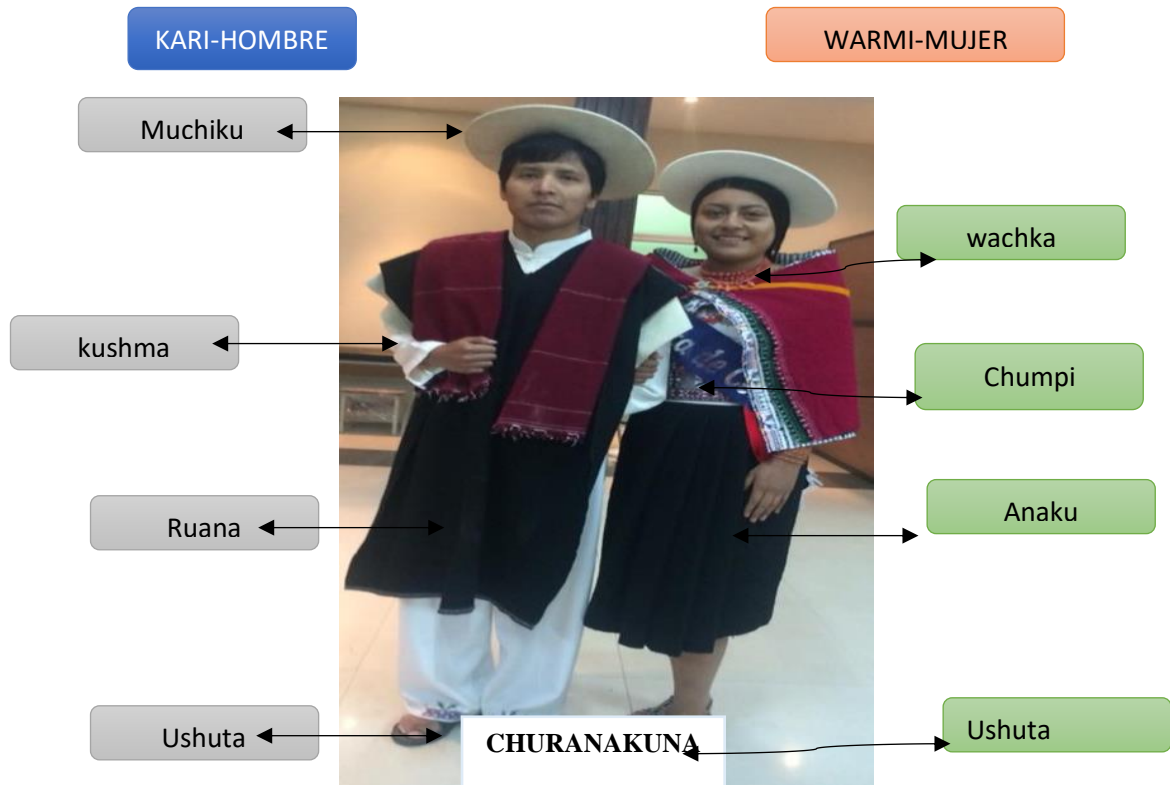 KARI-HOMBRE
WARMI-MUJER
Muchiku
wachka
kushma
Chumpi
Ruana
Anaku
Ushuta
CHURANAKUNA
Ushuta